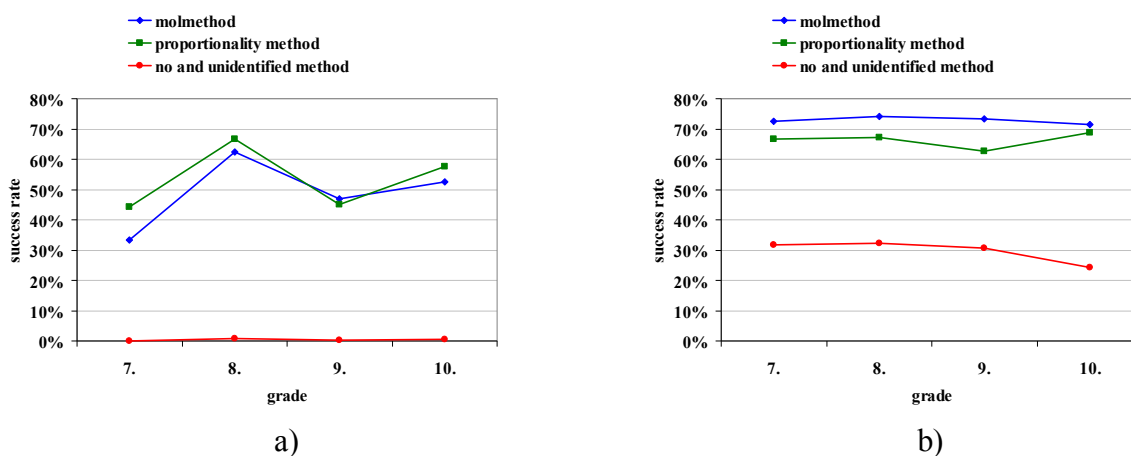 molmethod
proportionality method
no and unidentified method
80%
70%
60%
50%
40%
30%
20%
10%
0%
success rate
7. 8. 9. 10.
grade
a)
molmethod
proportionality method
no and unidentified method
80%
70%
60%
50%
40%
30%
20%
10%
0%
success rate
7. 8. 9. 10.
grade
b)